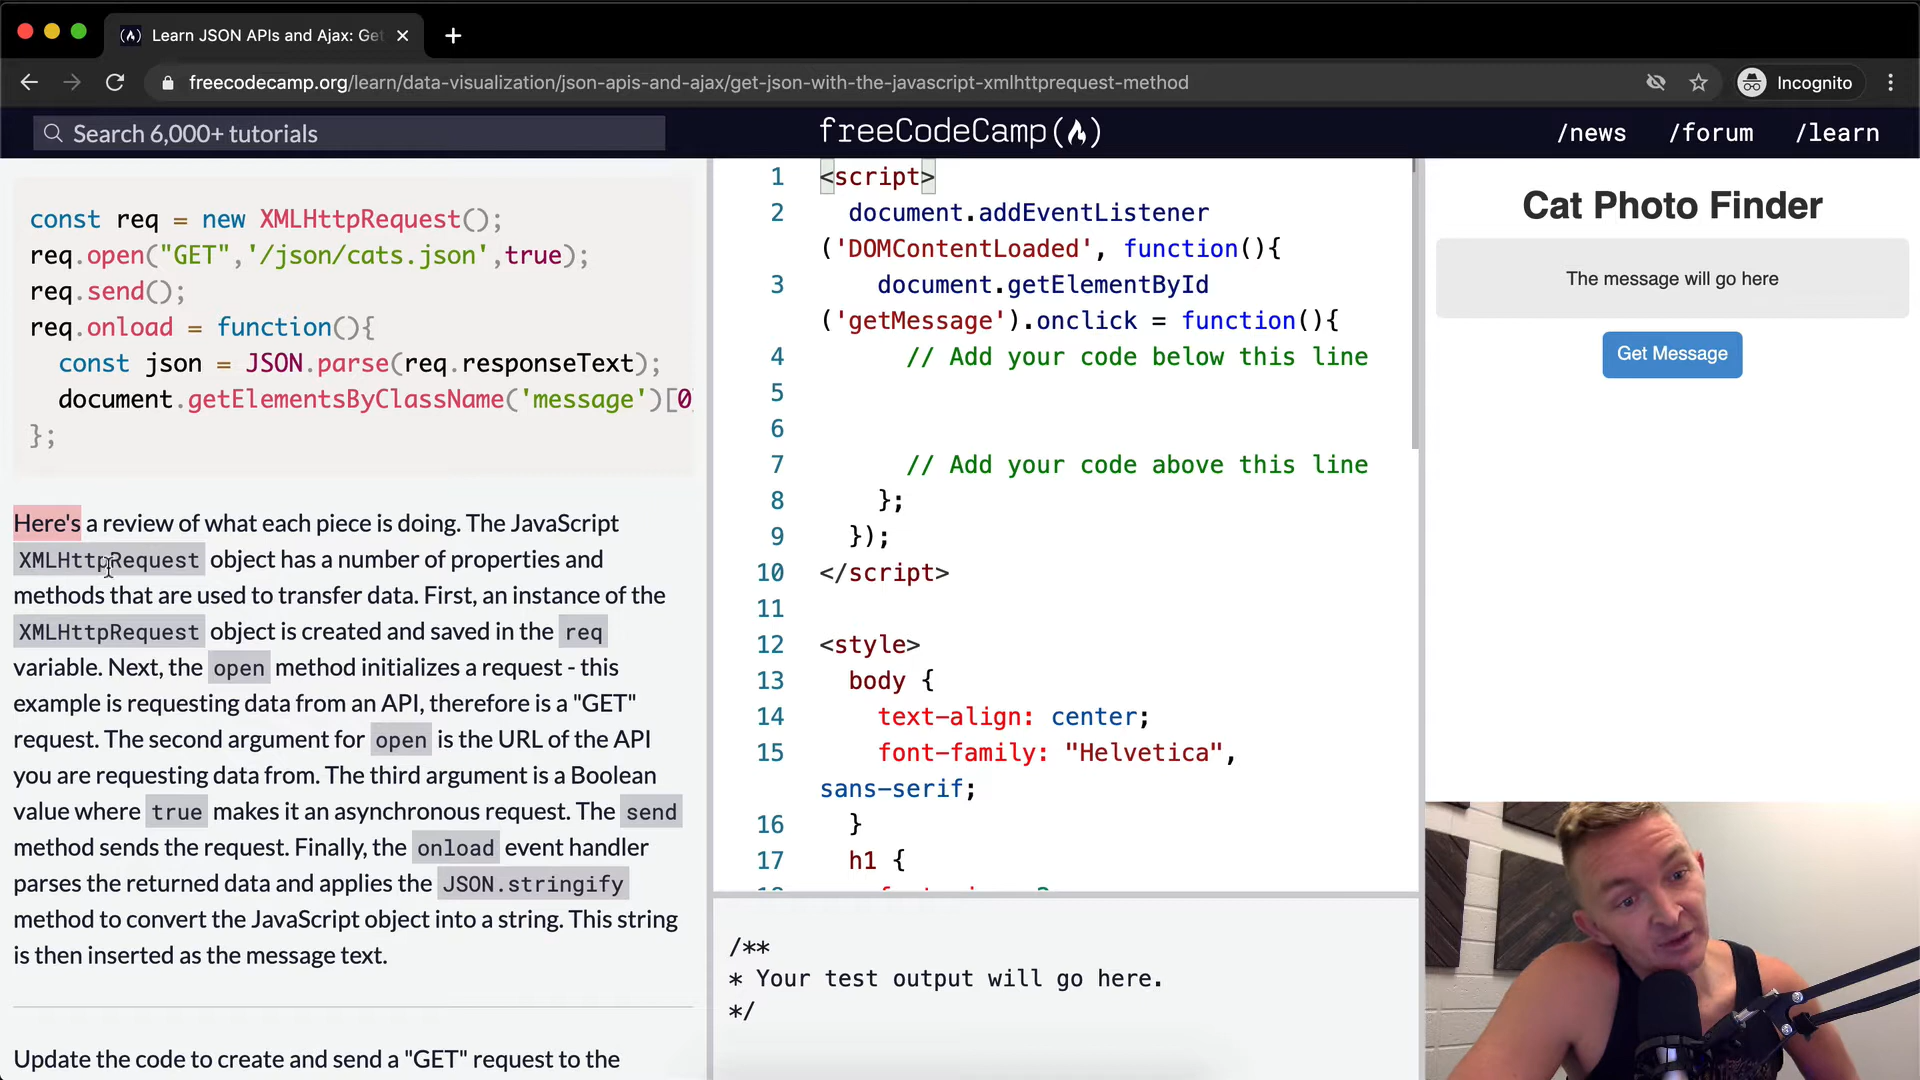 Learn JSON APIs and Ajax: Get
freecodecamp.org/learn/data-visualization/json-apis-and-ajax/get-json-with-the-javascript-xmlhttprequest-method
Incognito
Search 6,000+ tutorials
freeCodeCamp
/news
/forum
/learn
const req = new XMLHttpRequest();
req.open("GET",'/json/cats.json',true);
req.send();
req.onload = function(){
const json = JSON.parse(req.responseText);
document.getElementsByClassName('message')[0
};
Here's a review of what each piece is doing. The JavaScript
XMLHttpRequest object has a number of properties and
methods that are used to transfer data. First, an instance of the
XMLHttpRequest object is created and saved in the req
variable. Next, the open method initializes a request - this
example is requesting data from an API, therefore is a "GET"
request. The second argument for open is the URL of the API
you are requesting data from. The third argument is a Boolean
value where true makes it an asynchronous request. The send
method sends the request. Finally, the onload event handler
parses the returned data and applies the JSON.stringify
method to convert the JavaScript object into a string. This string
is then inserted as the message text.
Update the code to create and send a "GET" request to the
1 <script>
2 document.addEventListener
('DOMContentLoaded', function(){
3 document.getElementById
('getMessage').onclick = function(){
4 // Add your code below this line
5
6
7 // Add your code above this line
8 };
9 });
10 </script>
11
12 <style>
13 body {
14 text-align: center;
15 font-family: "Helvetica",
sans-serif;
16 }
17 h1 {
/**
* Your test output will go here.
*/
Cat Photo Finder
The message will go here
Get Message